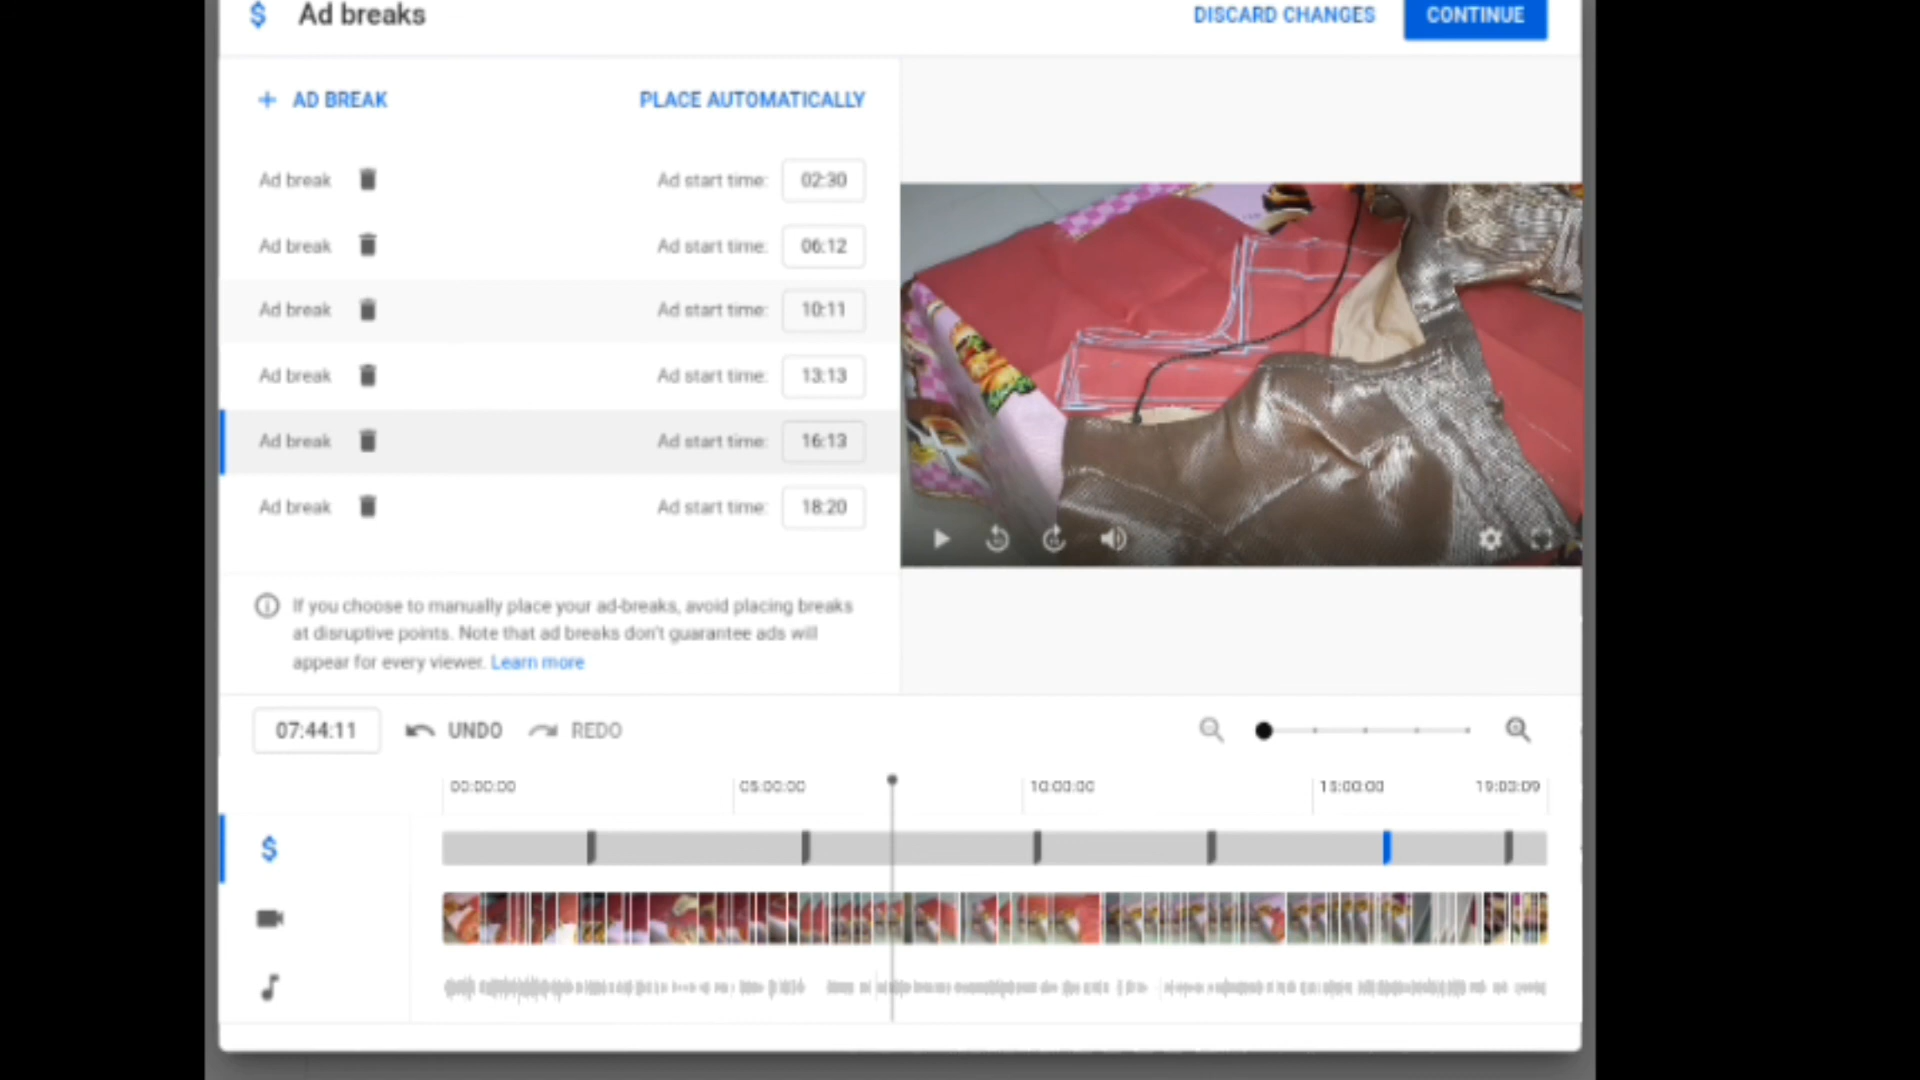 $ Ad breaks
DISCARD CHANGES
CONTINUE
+ AD BREAK
PLACE AUTOMATICALLY
Ad break Ad start time: 02:30
Ad break Ad start time: 06:12
Ad break Ad start time: 10:11
Ad break Ad start time: 13:13
Ad break Ad start time: 16:13
Ad break Ad start time: 18:20
If you choose to manually place your ad-breaks, avoid placing breaks
at disruptive points. Note that ad breaks don't guarantee ads will
appear for every viewer. Learn more
07:44:11 UNDO REDO
00:00:00 05:00:00 10:00:00 15:00:00 19:03:09
$